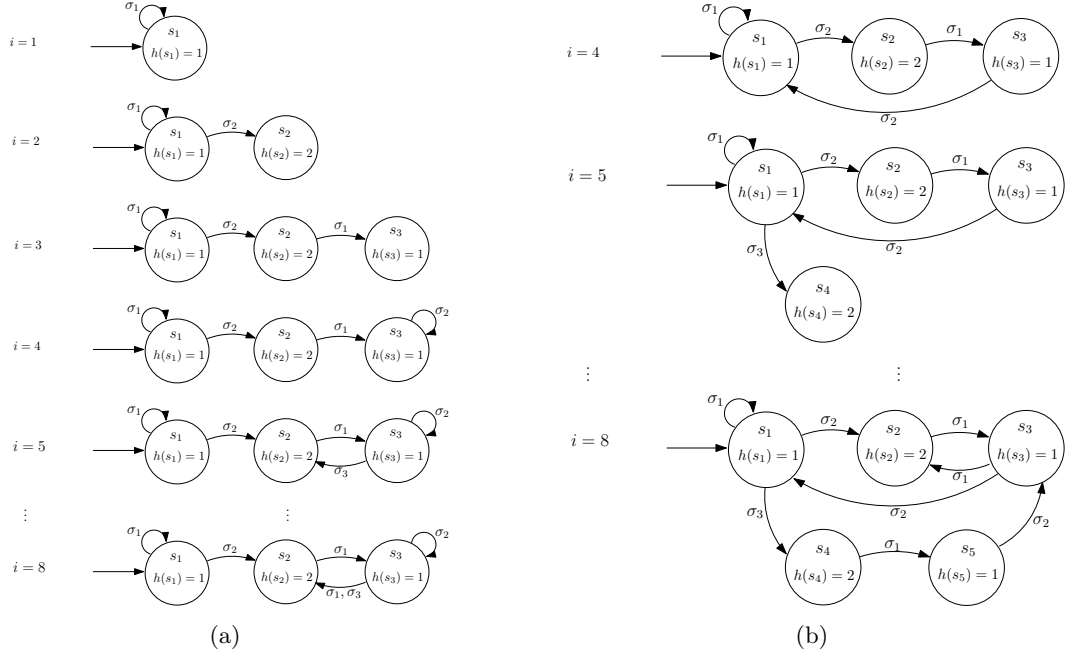 σ₁
s₁
i = 1
h(s₁) = 1
σ₁
σ₂
s₁ s₂
i = 2
h(s₁) = 1 h(s₂) = 2
σ₁
s₁ σ₂ s₂ σ₁ s₃
i = 3
h(s₁) = 1 h(s₂) = 2 h(s₃) = 1
σ₁ σ₂
s₁ σ₂ s₂ σ₁ s₃
i = 4
h(s₁) = 1 h(s₂) = 2 h(s₃) = 1
σ₁ σ₂
s₁ σ₂ s₂ σ₁ s₃
i = 5
h(s₁) = 1 h(s₂) = 2 h(s₃) = 1
σ₃
⋮ ⋮
σ₁ σ₂
s₁ σ₂ s₂ σ₁ s₃
i = 8
h(s₁) = 1 h(s₂) = 2 h(s₃) = 1
σ₁, σ₃
(a)
σ₁
s₁ σ₂ s₂ σ₁ s₃
i = 4
h(s₁) = 1 h(s₂) = 2 h(s₃) = 1
σ₂
σ₁
s₁ σ₂ s₂ σ₁ s₃
i = 5
h(s₁) = 1 h(s₂) = 2 h(s₃) = 1
σ₂
σ₃
s₄
h(s₄) = 2
⋮ ⋮
σ₁
s₁ σ₂ s₂ σ₁ s₃
i = 8
h(s₁) = 1 h(s₂) = 2 h(s₃) = 1
σ₁
σ₂
σ₃ σ₂
s₄ σ₁ s₅
h(s₄) = 2 h(s₅) = 1
(b)